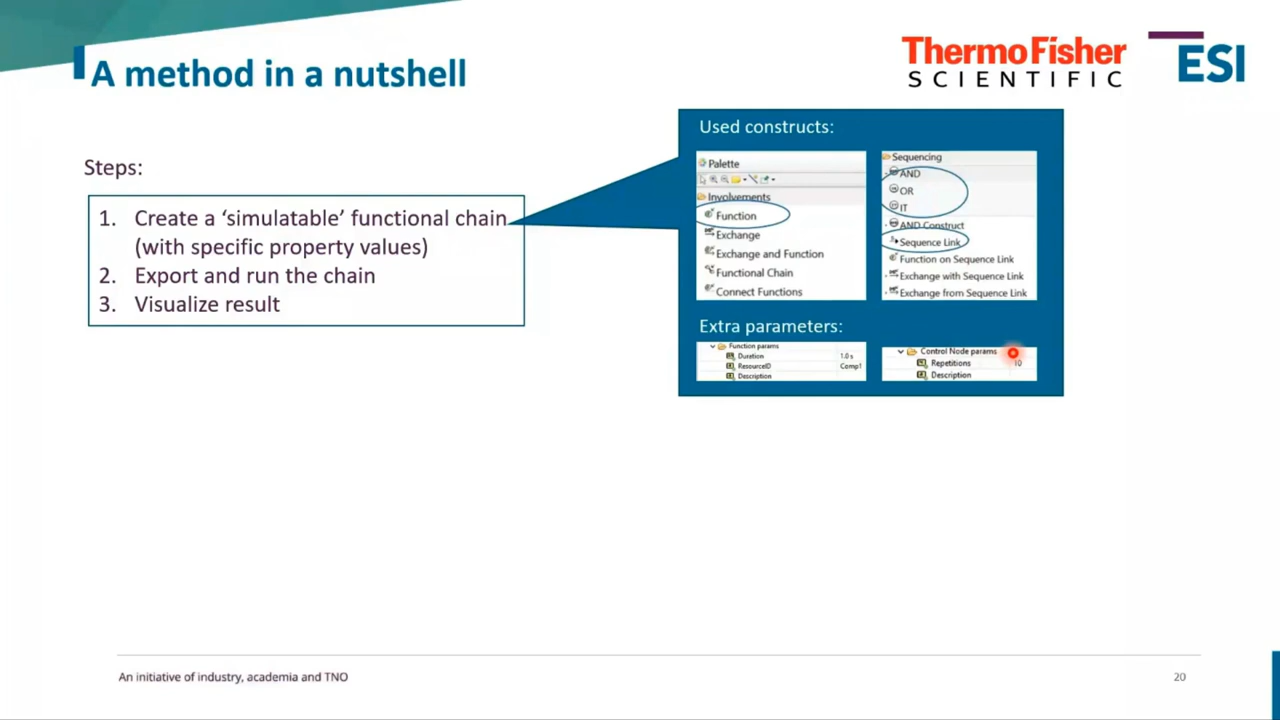 A method in a nutshell
ThermoFisher
SCIENTIFIC
ESI
Steps:
1. Create a ‘simulatable’ functional chain
(with specific property values)
2. Export and run the chain
3. Visualize result
Used constructs:
Palette
Involvements
Function
Exchange
Exchange and Function
Functional Chain
Connect Functions
Sequencing
AND
OR
IT
AND Construct
Sequence Link
Function on Sequence Link
Exchange with Sequence Link
Exchange from Sequence Link
Extra parameters:
Function params
Duration 1.0 s
ResourceID Comp1
Description
Control Node params
Repetitions 10
Description
An initiative of industry, academia and TNO
20